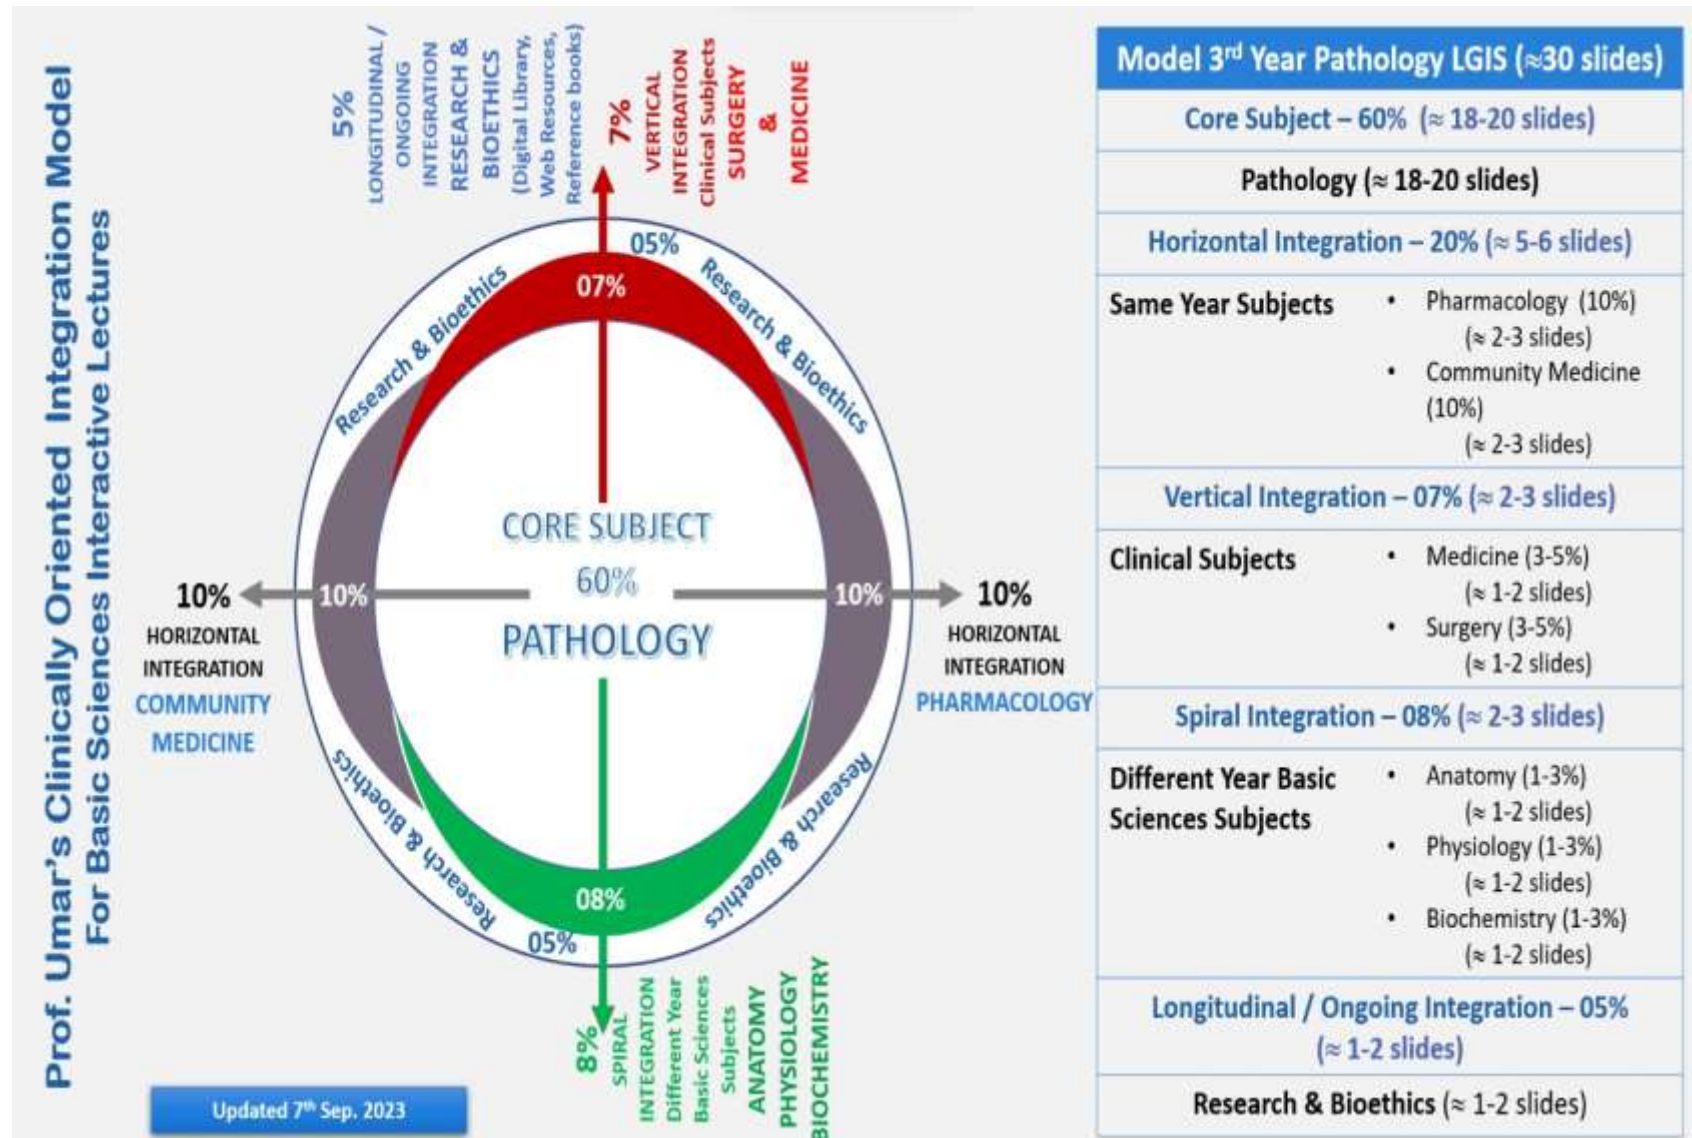 Prof. Umar’s Clinically Oriented Integration Model
For Basic Sciences Interactive Lectures
5%
LONGITUDINAL /
ONGOING
INTEGRATION
RESEARCH &
BIOETHICS
(Digital Library,
Web Resources,
Reference books)
7%
VERTICAL
INTEGRATION
Clinical Subjects
SURGERY
&
MEDICINE
05%
07%
Research & Bioethics
Research & Bioethics
CORE SUBJECT
60%
PATHOLOGY
10%
10%
HORIZONTAL
INTEGRATION
COMMUNITY
MEDICINE
10%
10%
HORIZONTAL
INTEGRATION
PHARMACOLOGY
Research & Bioethics
Research & Bioethics
08%
05%
8%
SPIRAL
INTEGRATION
Different Year
Basic Sciences
Subjects
ANATOMY
PHYSIOLOGY
BIOCHEMISTRY
Updated 7th Sep. 2023
Model 3rd Year Pathology LGIS (≈30 slides)
Core Subject – 60% (≈ 18-20 slides)
Pathology (≈ 18-20 slides)
Horizontal Integration – 20% (≈ 5-6 slides)
Same Year Subjects
• Pharmacology (10%)
(≈ 2-3 slides)
• Community Medicine
(10%)
(≈ 2-3 slides)
Vertical Integration – 07% (≈ 2-3 slides)
Clinical Subjects
• Medicine (3-5%)
(≈ 1-2 slides)
• Surgery (3-5%)
(≈ 1-2 slides)
Spiral Integration – 08% (≈ 2-3 slides)
Different Year Basic
Sciences Subjects
• Anatomy (1-3%)
(≈ 1-2 slides)
• Physiology (1-3%)
(≈ 1-2 slides)
• Biochemistry (1-3%)
(≈ 1-2 slides)
Longitudinal / Ongoing Integration – 05%
(≈ 1-2 slides)
Research & Bioethics (≈ 1-2 slides)